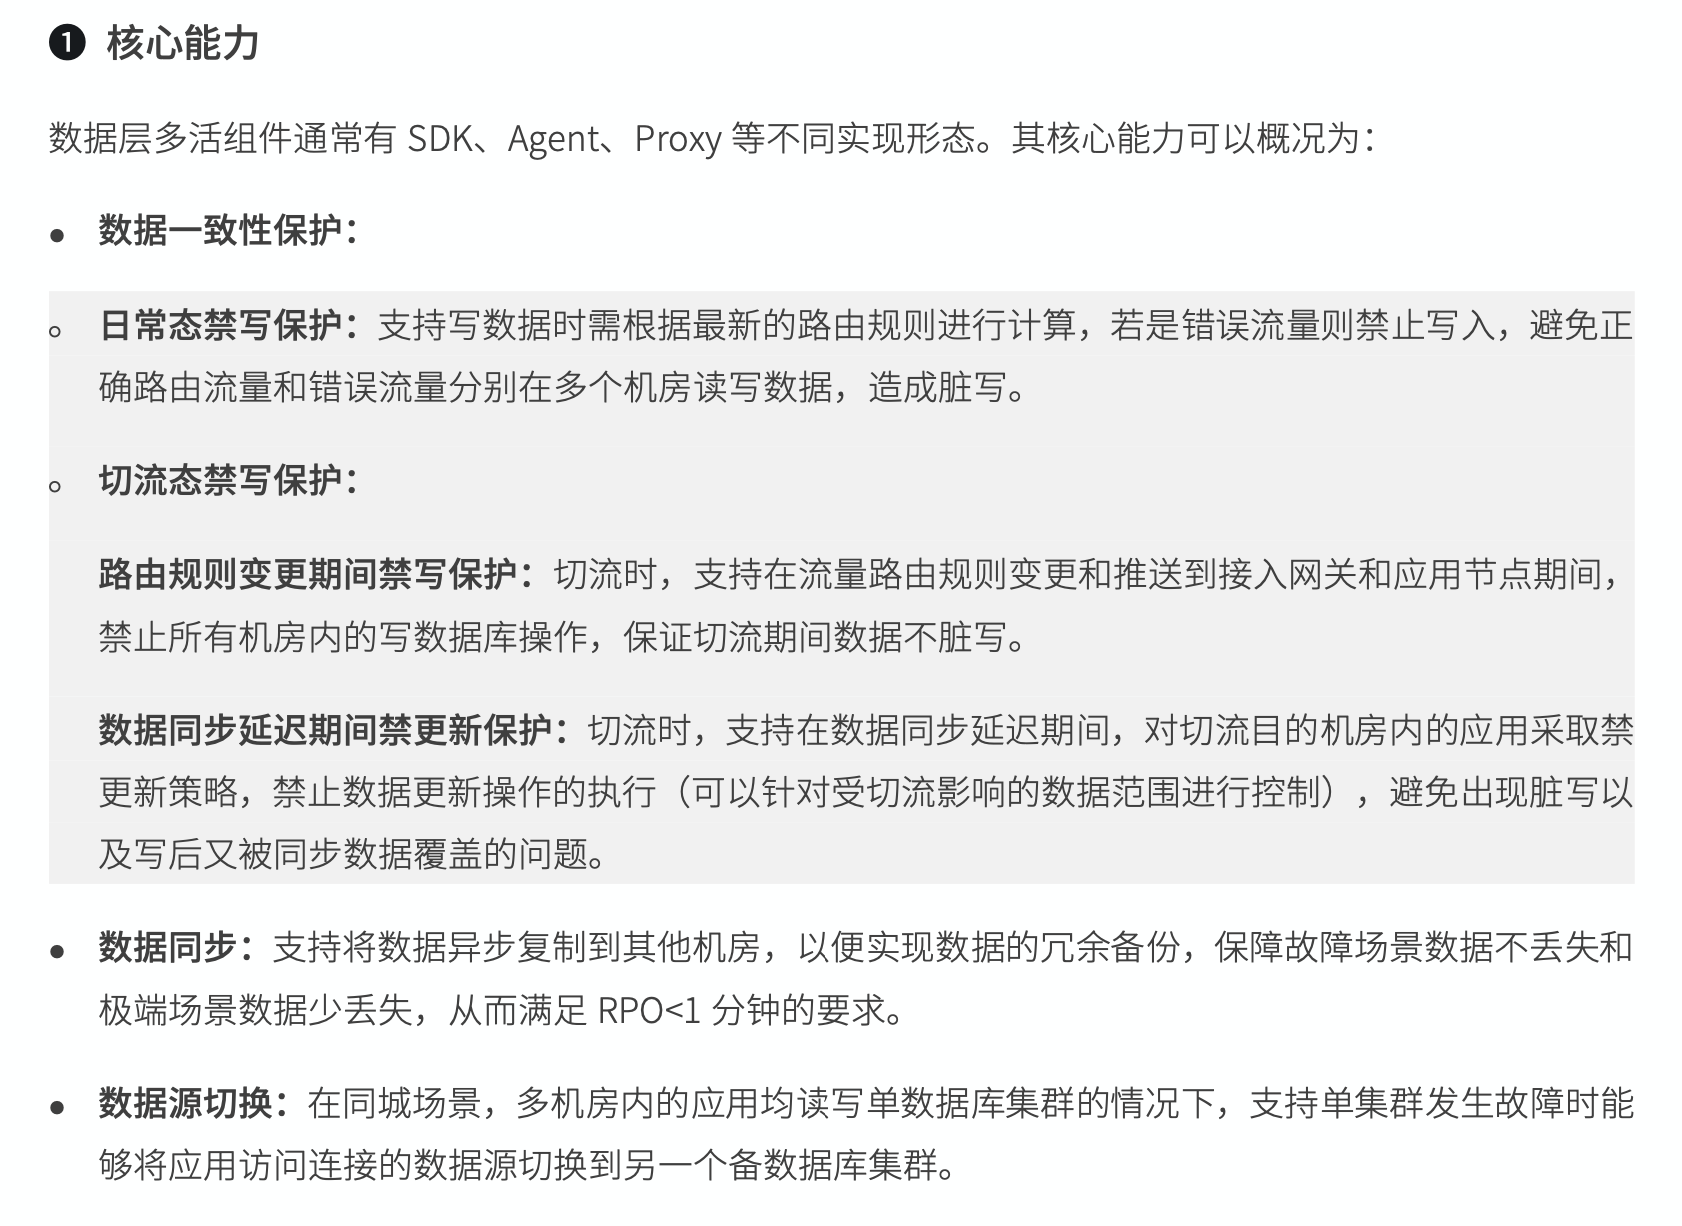 ❶ 核心能力
数据层多活组件通常有 SDK、Agent、Proxy 等不同实现形态。其核心能力可以概况为：
● 数据一致性保护：
○ 日常态禁写保护：支持写数据时需根据最新的路由规则进行计算，若是错误流量则禁止写入，避免正
确路由流量和错误流量分别在多个机房读写数据，造成脏写。
○ 切流态禁写保护：
路由规则变更期间禁写保护：切流时，支持在流量路由规则变更和推送到接入网关和应用节点期间，
禁止所有机房内的写数据库操作，保证切流期间数据不脏写。
数据同步延迟期间禁更新保护：切流时，支持在数据同步延迟期间，对切流目的机房内的应用采取禁
更新策略，禁止数据更新操作的执行（可以针对受切流影响的数据范围进行控制），避免出现脏写以
及写后又被同步数据覆盖的问题。
● 数据同步：支持将数据异步复制到其他机房，以便实现数据的冗余备份，保障故障场景数据不丢失和
极端场景数据少丢失，从而满足 RPO<1 分钟的要求。
● 数据源切换：在同城场景，多机房内的应用均读写单数据库集群的情况下，支持单集群发生故障时能
够将应用访问连接的数据源切换到另一个备数据库集群。